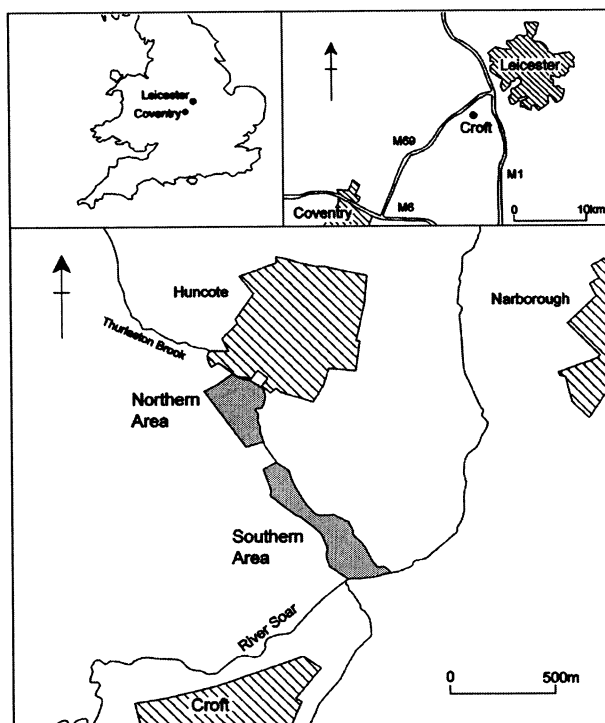 Leicester
Coventry
Leicester
Croft
M69
M1
M6
Coventry
0 10km
Huncote
Narborough
Thurleston Brook
Northern
Area
Southern
Area
River Soar
0 500m
Croft